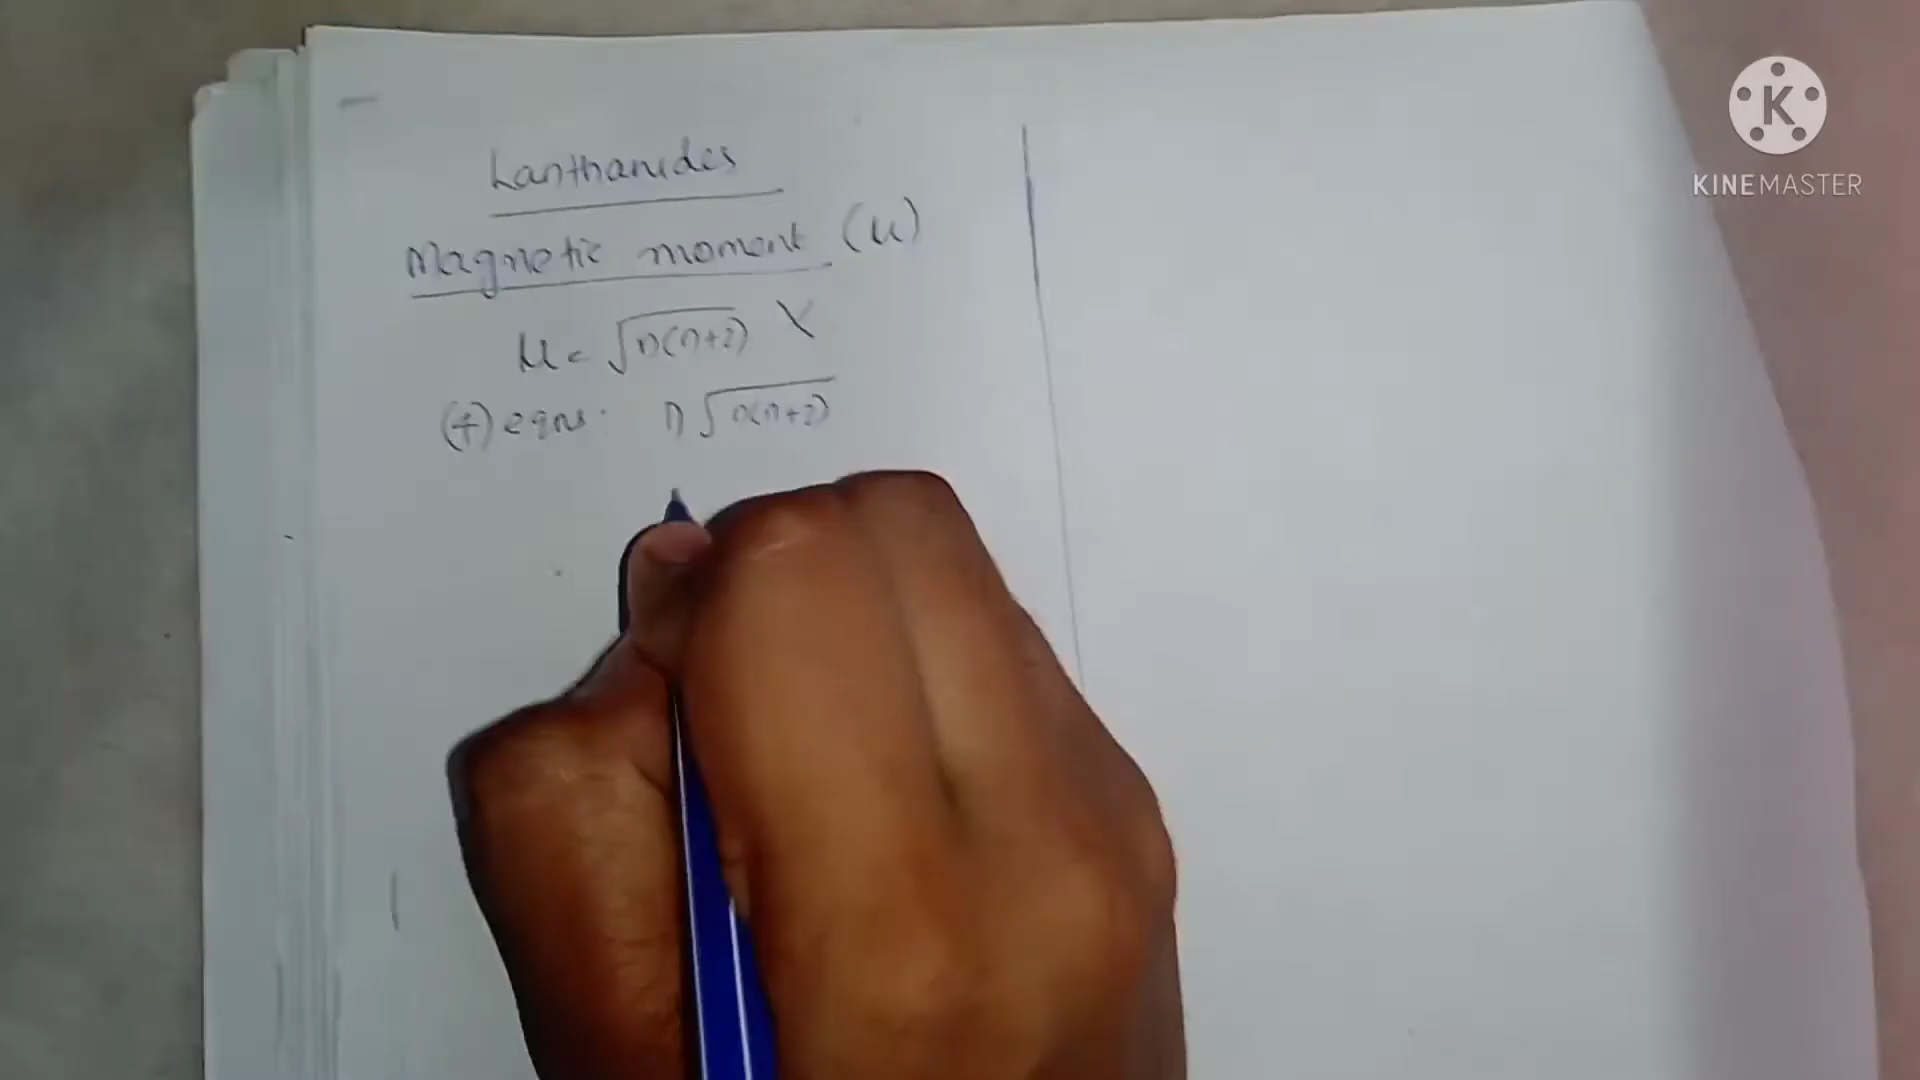 Lanthanides
Magnetic moment (μ)
μ = √n(n+2) X
(f) eqns. n √n(n+2)
K
KINEMASTER